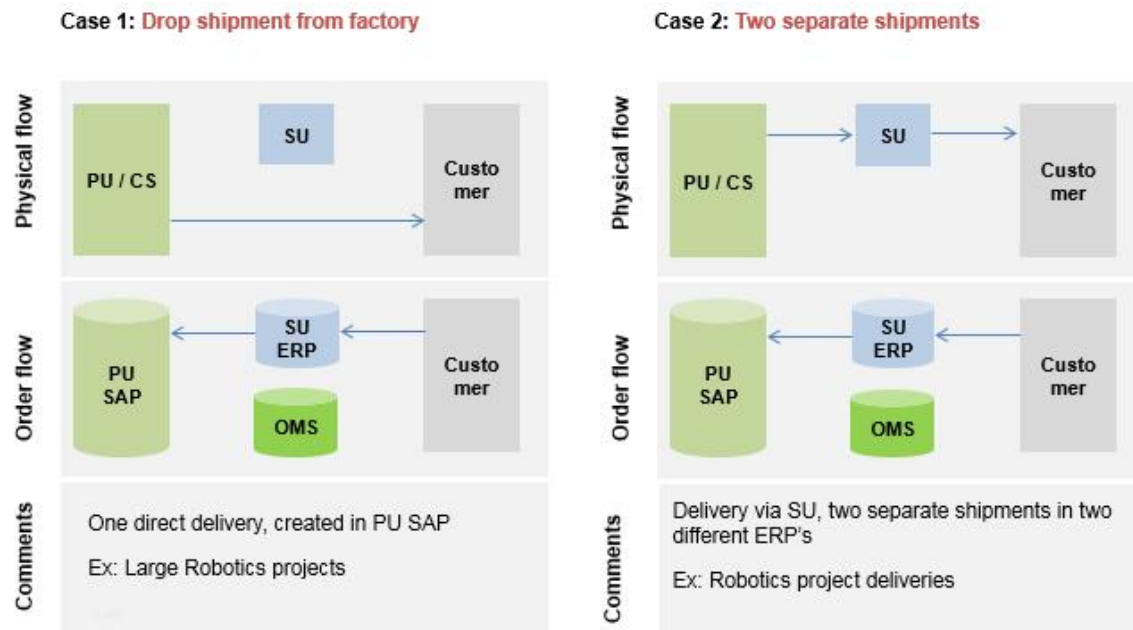 Case 1: Drop shipment from factory
Physical flow
PU / CS
SU
Custo
mer
Order flow
PU
SAP
SU
ERP
OMS
Custo
mer
Comments
One direct delivery, created in PU SAP
Ex: Large Robotics projects
Case 2: Two separate shipments
Physical flow
PU / CS
SU
Custo
mer
Order flow
PU
SAP
SU
ERP
OMS
Custo
mer
Comments
Delivery via SU, two separate shipments in two
different ERP's
Ex: Robotics project deliveries